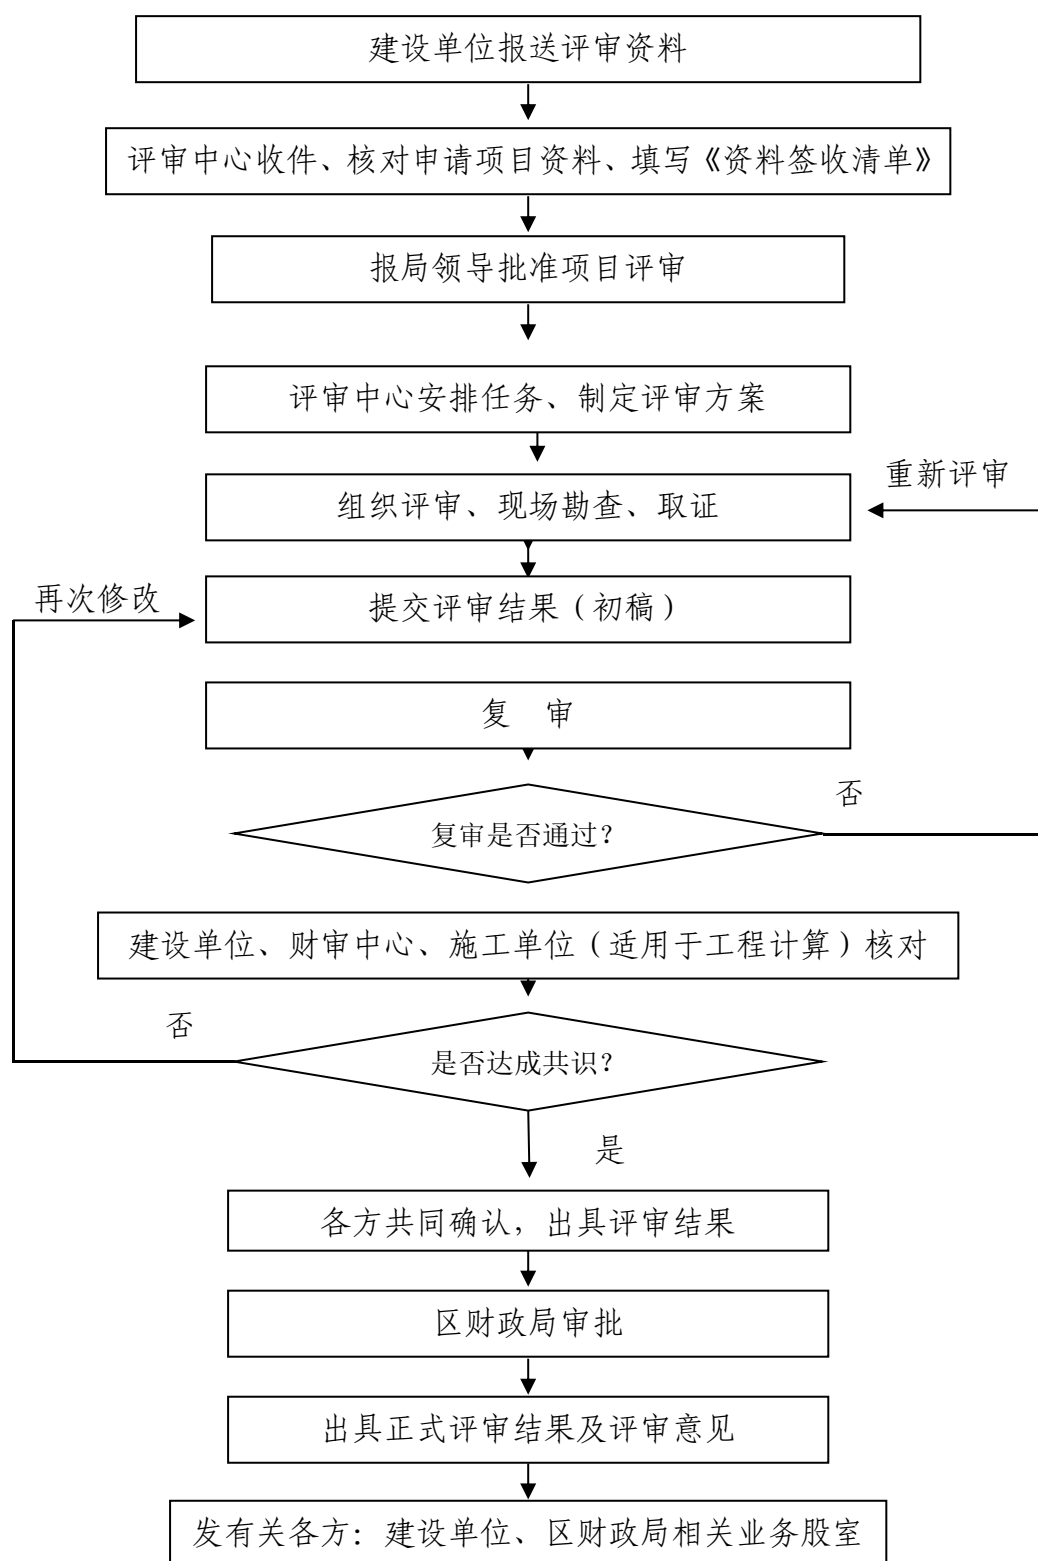 建设单位报送评审资料
评审中心收件、核对申请项目资料、填写《资料签收清单》
报局领导批准项目评审
评审中心安排任务、制定评审方案
重新评审
组织评审、现场勘查、取证
再次修改
提交评审结果（初稿）
复 审
否
复审是否通过？
建设单位、财审中心、施工单位（适用于工程计算）核对
否
是否达成共识？
是
各方共同确认，出具评审结果
区财政局审批
出具正式评审结果及评审意见
发有关各方：建设单位、区财政局相关业务股室